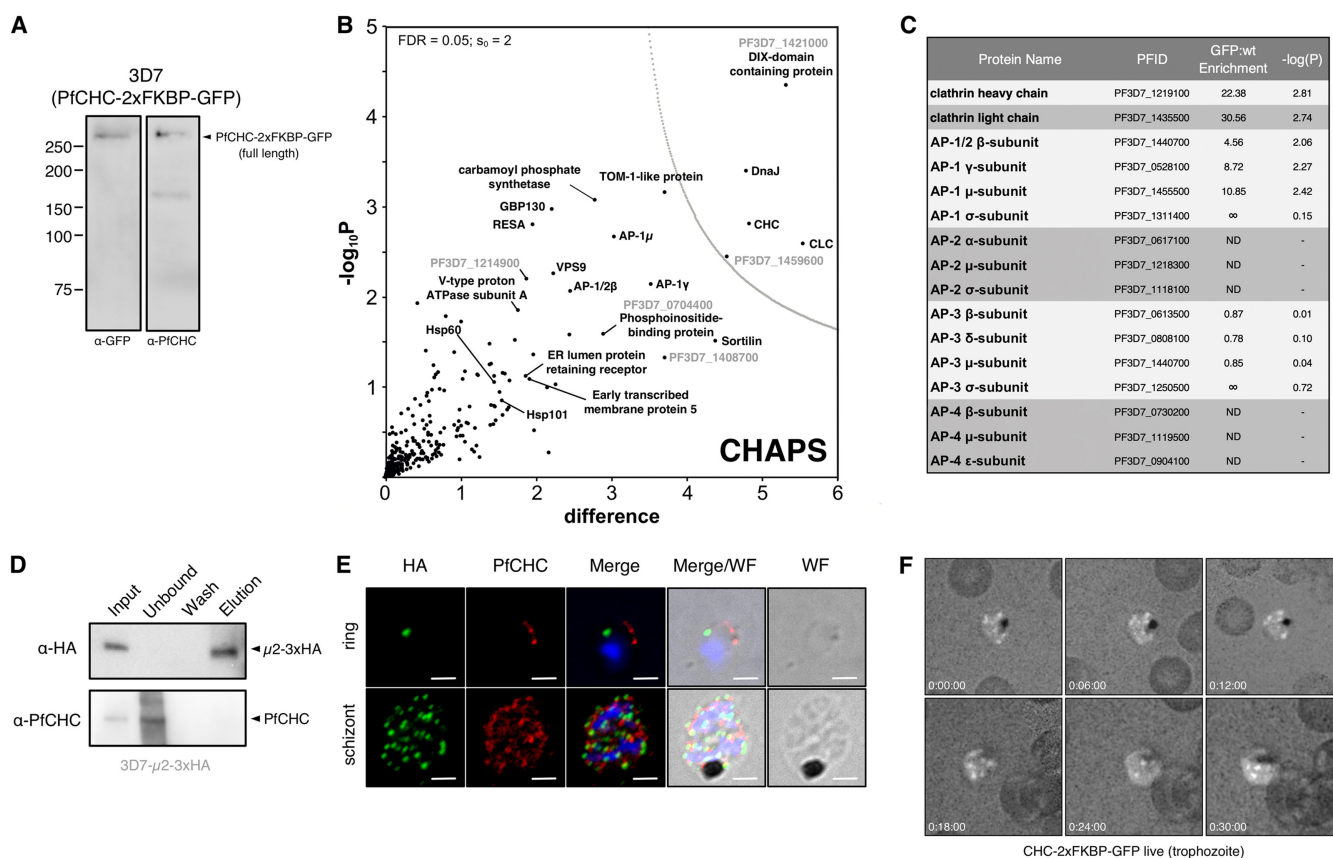 A
3D7
(PfCHC-2xFKBP-GFP)
250
150
100
75
PfCHC-2xFKBP-GFP
(full length)
α-GFP
α-PfCHC
B
FDR = 0.05; s₀ = 2
-log₁₀P
5
4
3
2
1
0
0
1
2
3
4
5
6
difference
PF3D7_1421000
DIX-domain
containing protein
DnaJ
TOM-1-like protein
carbamoyl phosphate
synthetase
GBP130
RESA
AP-1μ
CHC
CLC
PF3D7_1459600
PF3D7_1214900
VPS9
V-type proton
ATPase subunit A
AP-1/2β
AP-1γ
PF3D7_0704400
Phosphoinositide-
binding protein
Sortilin
PF3D7_1408700
Hsp60
ER lumen protein
retaining receptor
Early transcribed
membrane protein 5
Hsp101
CHAPS
C
Protein Name PFID GFP:wt Enrichment -log(P)
clathrin heavy chain PF3D7_1219100 22.38 2.81
clathrin light chain PF3D7_1435500 30.56 2.74
AP-1/2 β-subunit PF3D7_1440700 4.56 2.06
AP-1 γ-subunit PF3D7_0528100 8.72 2.27
AP-1 μ-subunit PF3D7_1455500 10.85 2.42
AP-1 σ-subunit PF3D7_1311400 ∞ 0.15
AP-2 α-subunit PF3D7_0617100 ND -
AP-2 μ-subunit PF3D7_1218300 ND -
AP-2 σ-subunit PF3D7_1118100 ND -
AP-3 β-subunit PF3D7_0613500 0.87 0.01
AP-3 δ-subunit PF3D7_0808100 0.78 0.10
AP-3 μ-subunit PF3D7_1440700 0.85 0.04
AP-3 σ-subunit PF3D7_1250500 ∞ 0.72
AP-4 β-subunit PF3D7_0730200 ND -
AP-4 μ-subunit PF3D7_1119500 ND -
AP-4 ε-subunit PF3D7_0904100 ND -
D
Input Unbound Wash Elution
α-HA
μ2-3xHA
α-PfCHC
PfCHC
3D7-μ2-3xHA
E
HA PfCHC Merge Merge/WF WF
ring
schizont
F
0:00:00 0:06:00 0:12:00
0:18:00 0:24:00 0:30:00
CHC-2xFKBP-GFP live (trophozoite)